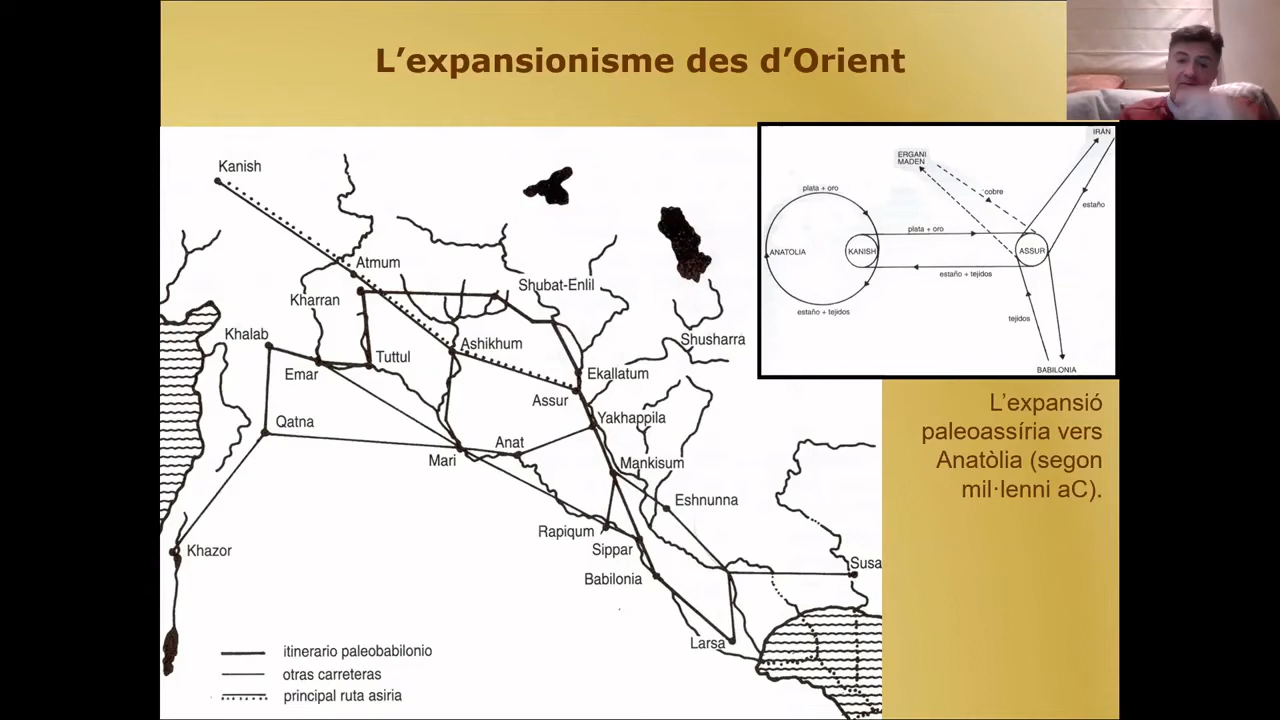 L’expansionisme des d’Orient
Kanish
Atmum
Kharran
Shubat-Enlil
Khalab
Tuttul
Ashikhum
Shusharra
Emar
Ekallatum
Assur
Qatna
Yakhappila
Anat
Mari
Mankisum
Eshnunna
Rapiqum
Sippar
Khazor
Babilonia
Susa
Larsa
itinerario paleobabilonio
otras carreteras
principal ruta asiria
IRÁN
ERGANI
MADEN
plata + oro
cobre
estaño
plata + oro
ANATOLIA
KANISH
ASSUR
estaño + tejidos
estaño + tejidos
tejidos
BABILONIA
L’expansió
paleoassíria vers
Anatòlia (segon
mil·lenni aC).